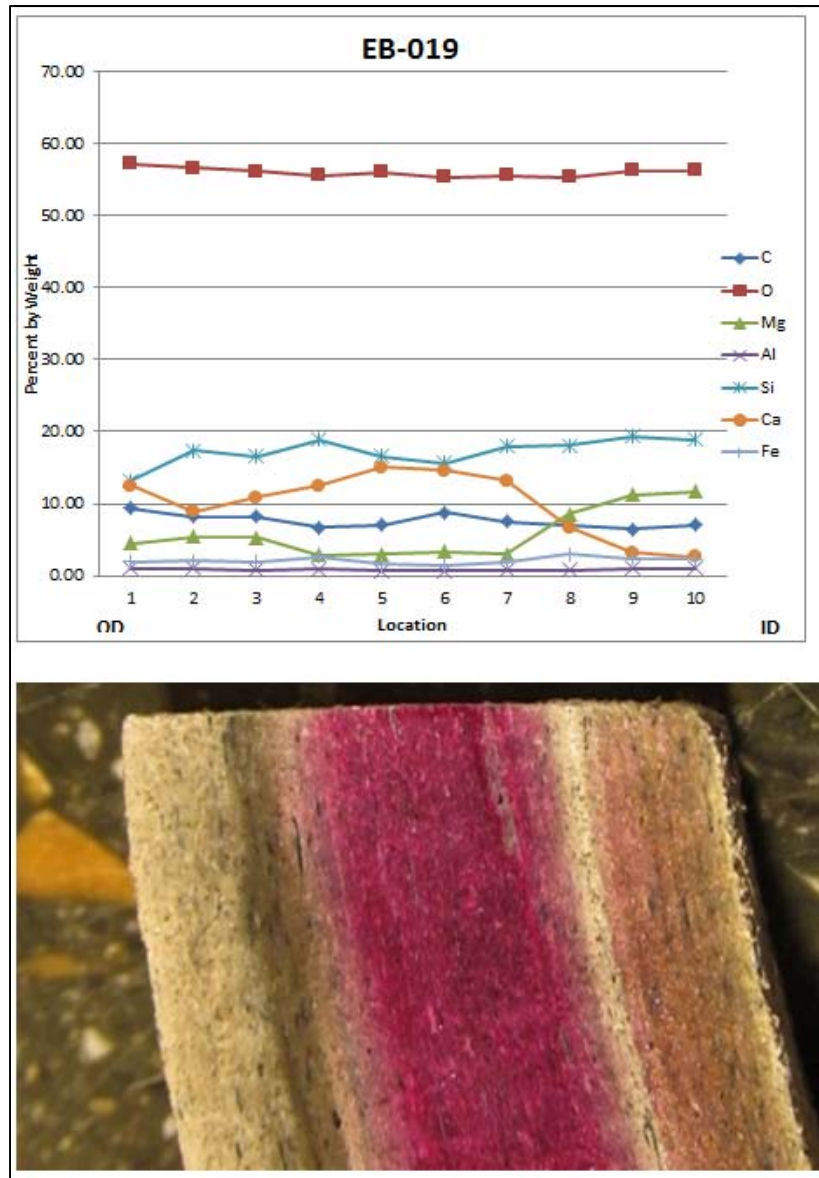 EB-019
70.00
60.00
50.00
40.00
30.00
20.00
10.00
0.00
Percent by Weight
1 2 3 4 5 6 7 8 9 10
OD Location ID
C
O
Mg
Al
Si
Ca
Fe